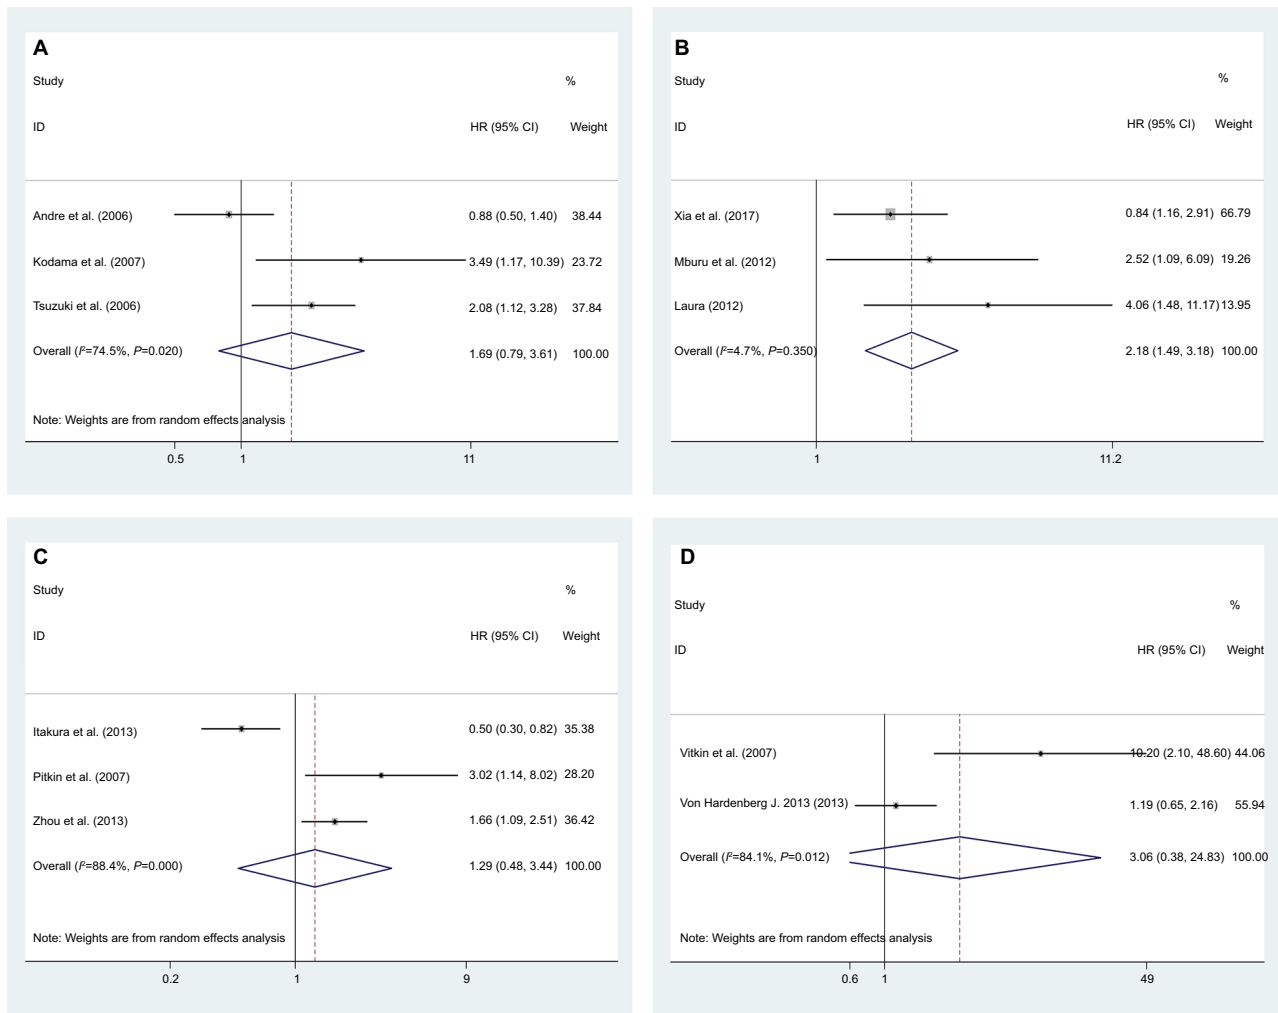 A
Study %
ID HR (95% CI) Weight
Andre et al. (2006) 0.88 (0.50, 1.40) 38.44
Kodama et al. (2007) 3.49 (1.17, 10.39) 23.72
Tsuzuki et al. (2006) 2.08 (1.12, 3.28) 37.84
Overall (I²=74.5%, P=0.020) 1.69 (0.79, 3.61) 100.00
Note: Weights are from random effects analysis
0.5 1 11
B
Study %
ID HR (95% CI) Weight
Xia et al. (2017) 0.84 (1.16, 2.91) 66.79
Mburu et al. (2012) 2.52 (1.09, 6.09) 19.26
Laura (2012) 4.06 (1.48, 11.17) 13.95
Overall (I²=4.7%, P=0.350) 2.18 (1.49, 3.18) 100.00
1 11.2
C
Study %
ID HR (95% CI) Weight
Itakura et al. (2013) 0.50 (0.30, 0.82) 35.38
Pitkin et al. (2007) 3.02 (1.14, 8.02) 28.20
Zhou et al. (2013) 1.66 (1.09, 2.51) 36.42
Overall (I²=88.4%, P=0.000) 1.29 (0.48, 3.44) 100.00
Note: Weights are from random effects analysis
0.2 1 9
D
Study %
ID HR (95% CI) Weight
Vitkin et al. (2007) 10.20 (2.10, 48.60) 44.06
Von Hardenberg J. 2013 (2013) 1.19 (0.65, 2.16) 55.94
Overall (I²=84.1%, P=0.012) 3.06 (0.38, 24.83) 100.00
Note: Weights are from random effects analysis
0.6 1 49